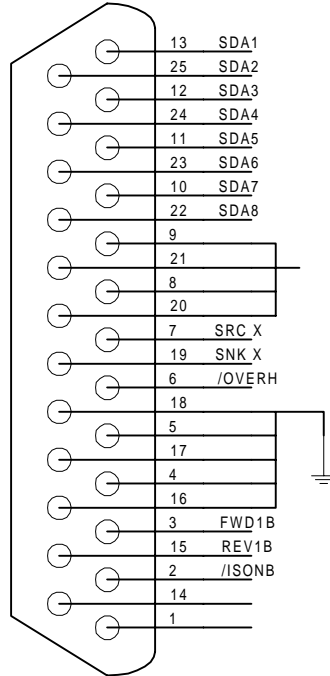 13 SDA1
25 SDA2
12 SDA3
24 SDA4
11 SDA5
23 SDA6
10 SDA7
22 SDA8
9
21
8
20
7 SRC X
19 SNK X
6 /OVERH
18
5
17
4
16
3 FWD1B
15 REV1B
2 /ISONB
14
1